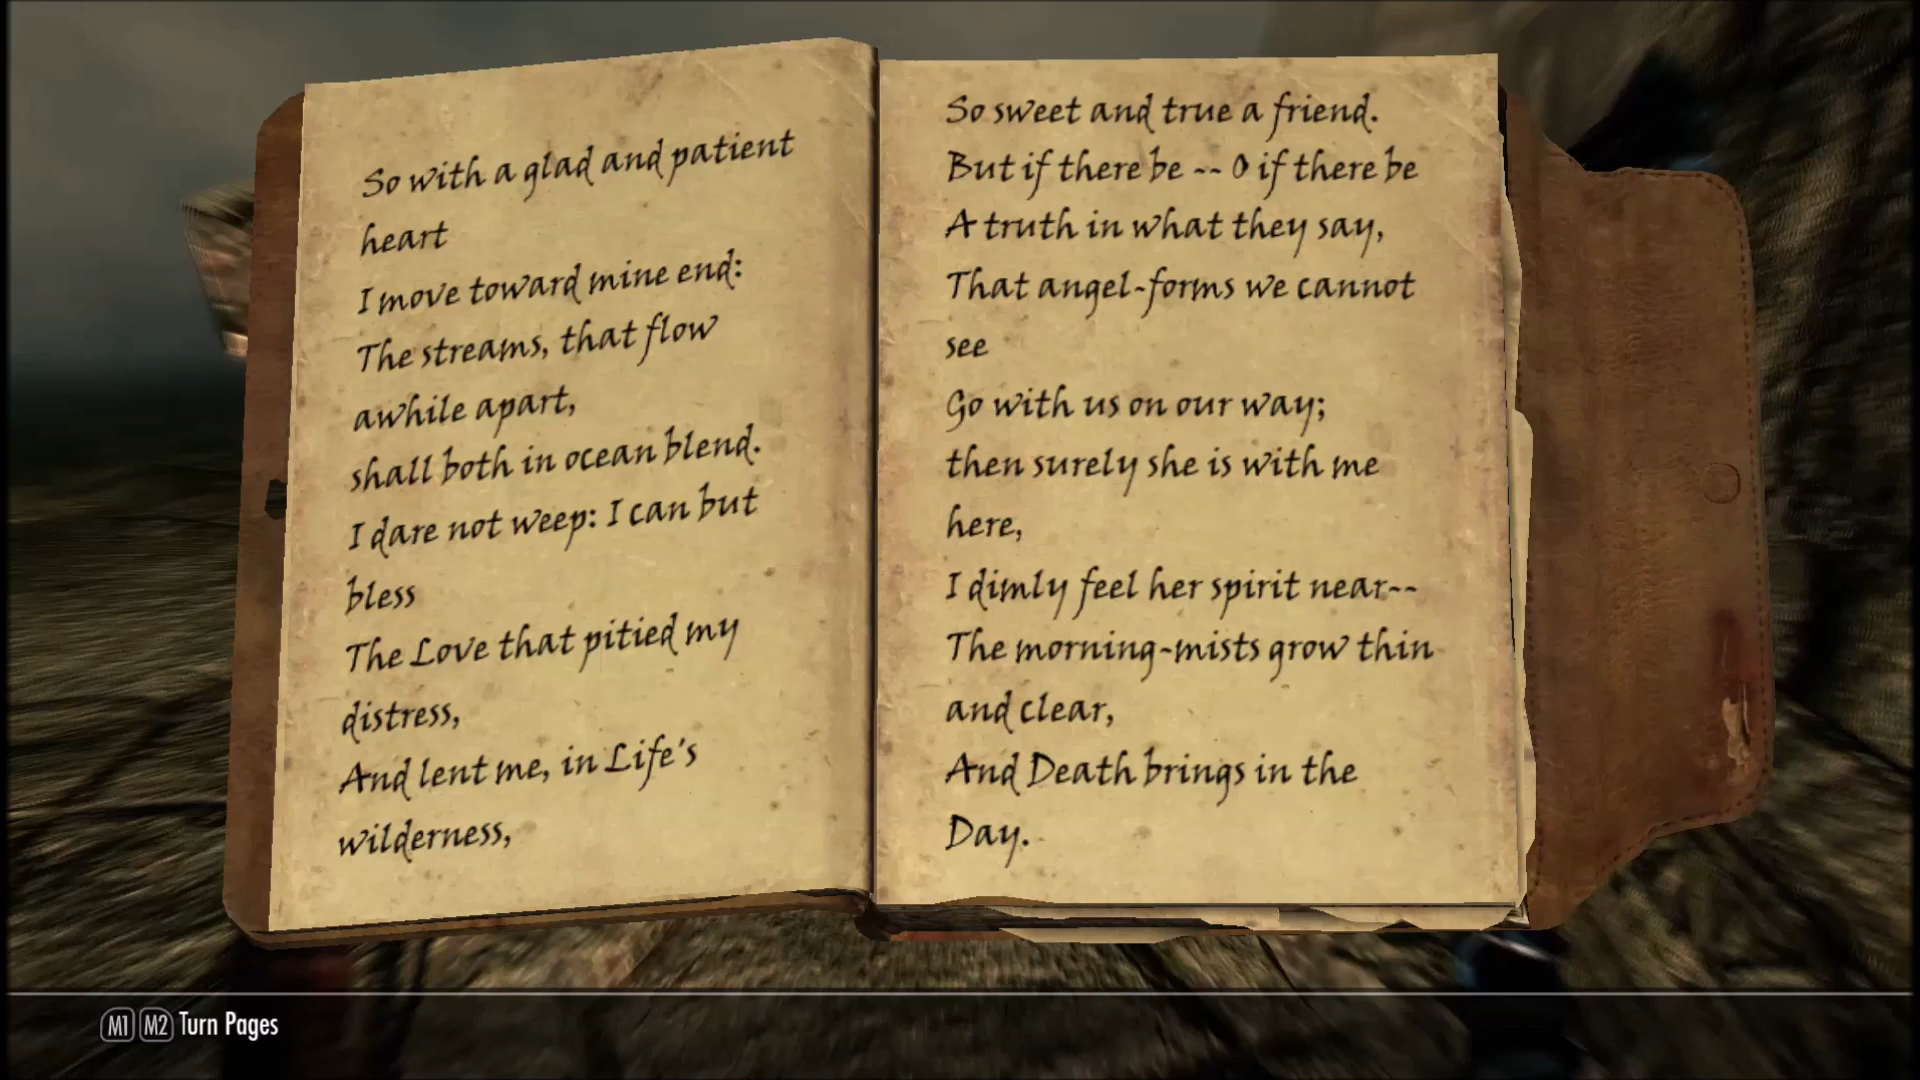 So with a glad and patient
heart
I move toward mine end:
The streams, that flow
awhile apart,
shall both in ocean blend.
I dare not weep: I can but
bless
The Love that pitied my
distress,
And lent me, in Life's
wilderness,
So sweet and true a friend.
But if there be -- O if there be
A truth in what they say,
That angel-forms we cannot
see
Go with us on our way;
then surely she is with me
here,
I dimly feel her spirit near--
The morning-mists grow thin
and clear,
And Death brings in the
Day.
M1 M2 Turn Pages